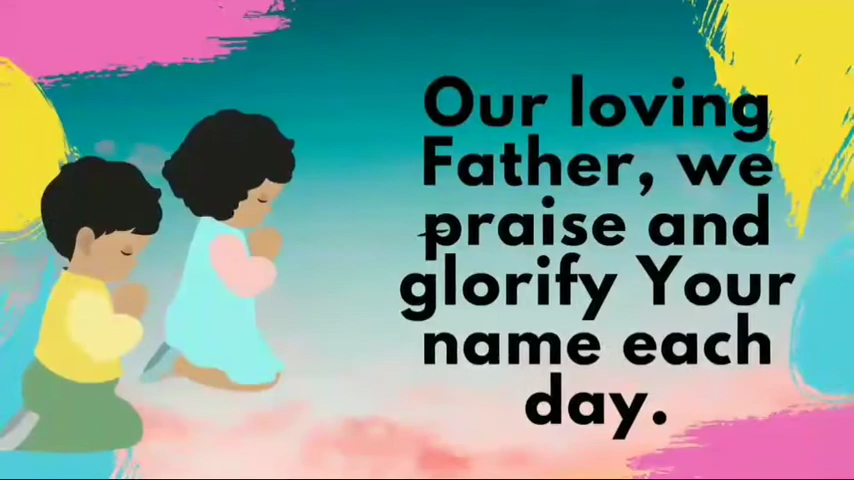 Our loving
Father, we
praise and
glorify Your
name each
day.